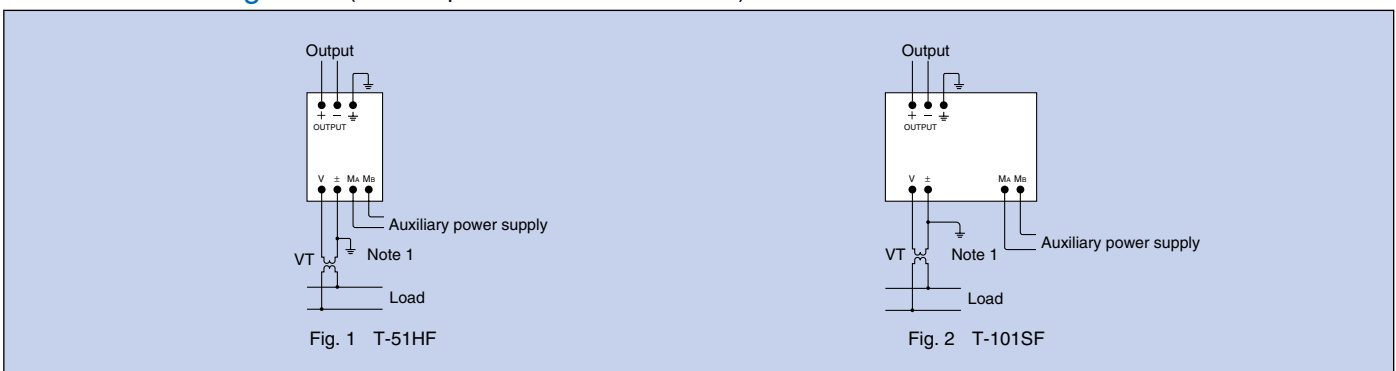 Output
+ − ⏚
OUTPUT
V ± MA MB
Auxiliary power supply
VT
Note 1
Load
Fig. 1 T-51HF
Output
+ − ⏚
OUTPUT
V ±
MA MB
Auxiliary power supply
VT
Note 1
Load
Fig. 2 T-101SF